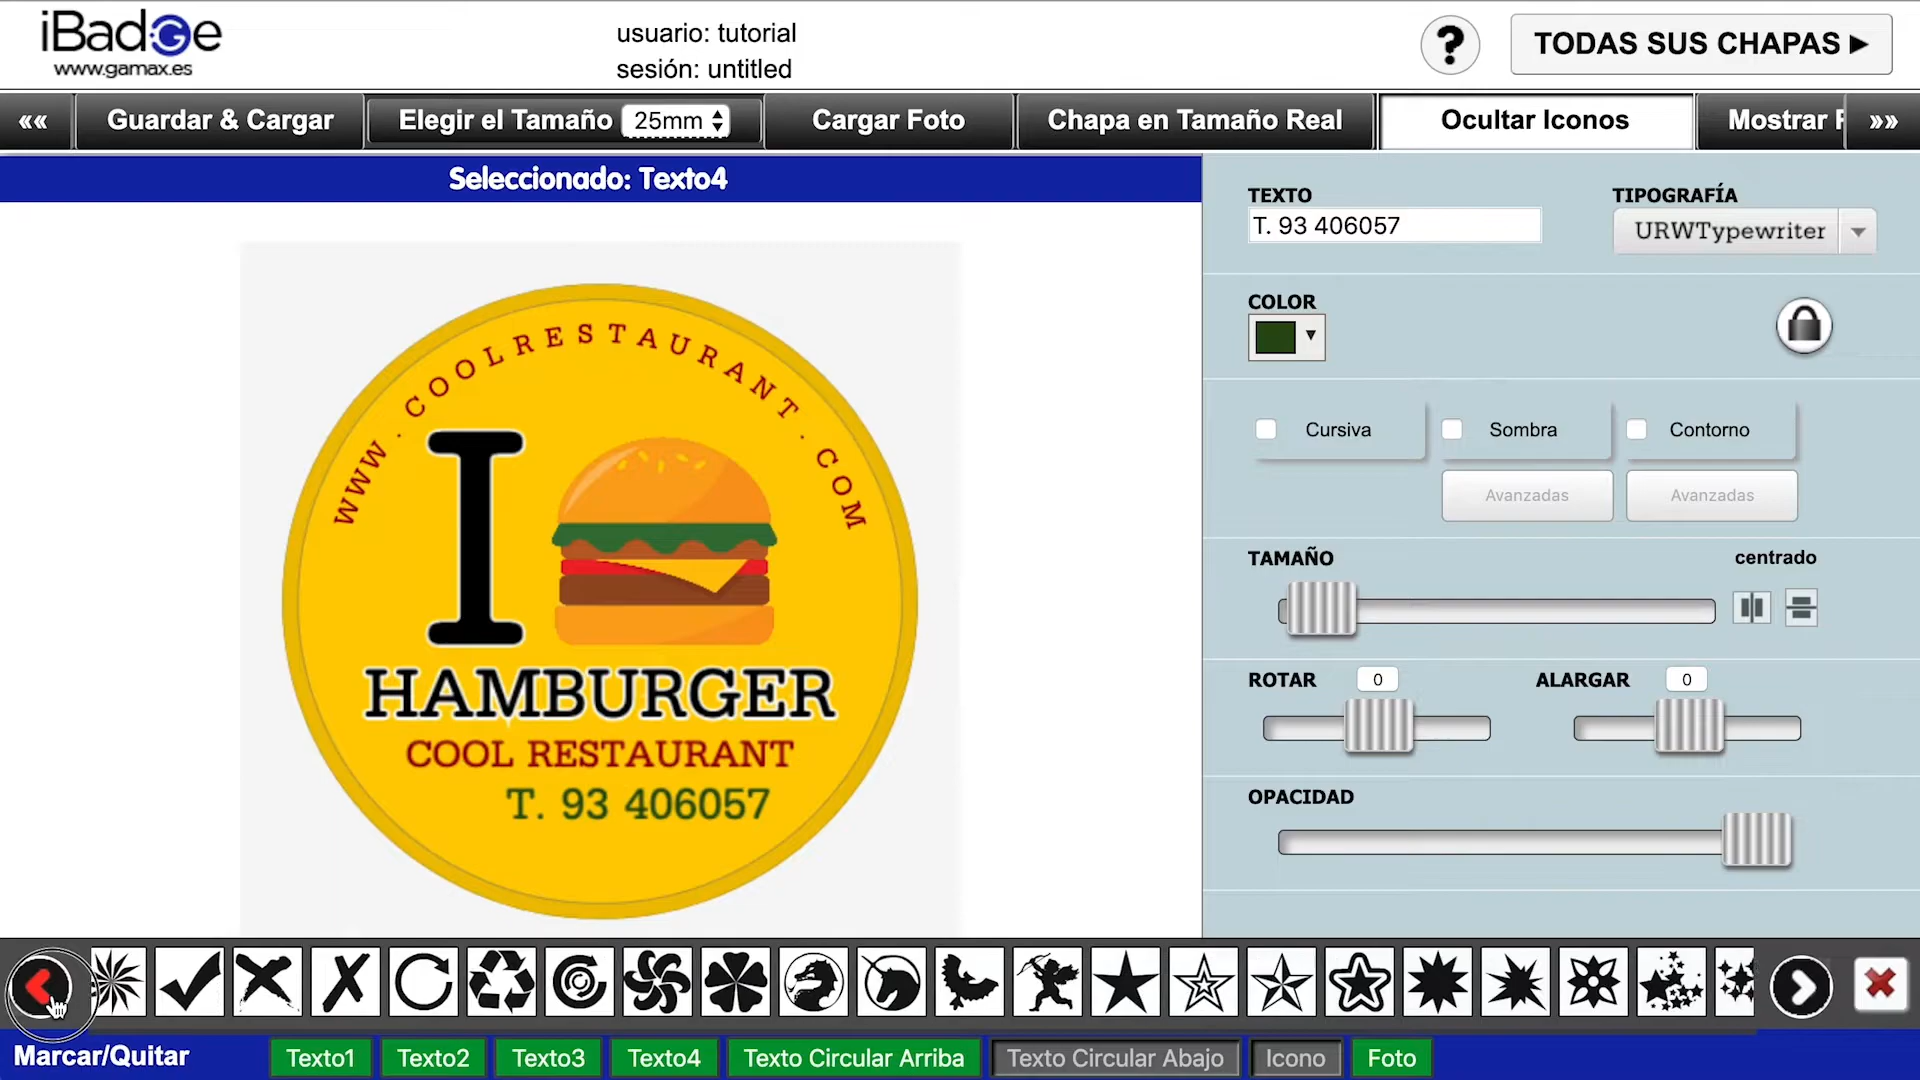 iBadGe
www.gamax.es
usuario: tutorial
sesión: untitled
?
TODAS SUS CHAPAS ►
««
Guardar & Cargar
Elegir el Tamaño 25mm
Cargar Foto
Chapa en Tamaño Real
Ocultar Iconos
Mostrar
»»
Seleccionado: Texto4
WWW.COOLRESTAURANT.COM
I
HAMBURGER
COOL RESTAURANT
T. 93 406057
TEXTO
T. 93 406057
TIPOGRAFÍA
URWTypewriter
COLOR
Cursiva
Sombra
Contorno
Avanzadas
Avanzadas
TAMAÑO
centrado
ROTAR 0
ALARGAR 0
OPACIDAD
Marcar/Quitar
Texto1
Texto2
Texto3
Texto4
Texto Circular Arriba
Texto Circular Abajo
Icono
Foto